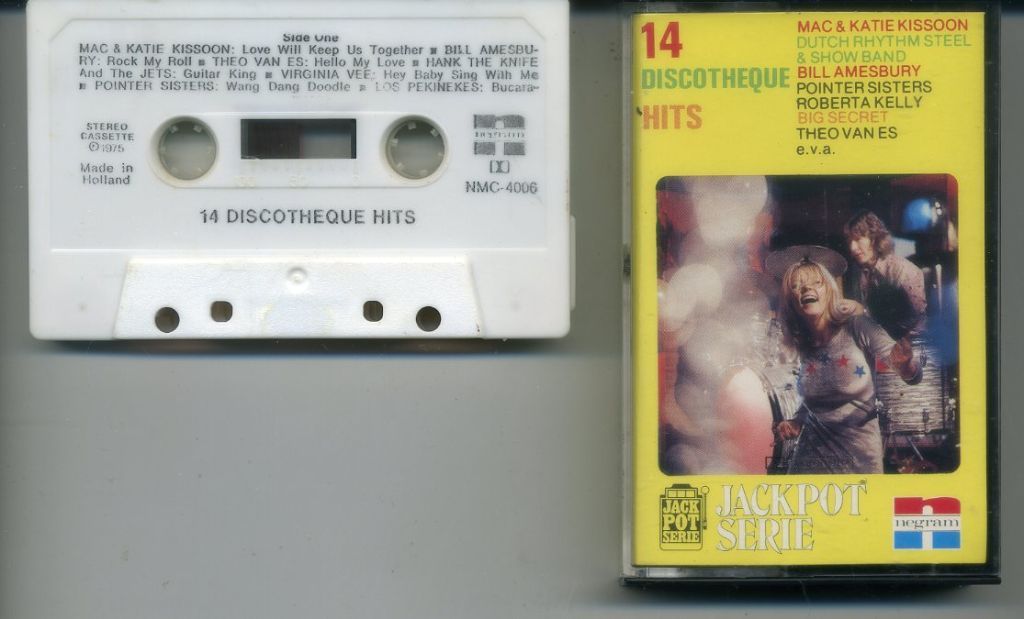 Side One
MAC & KATIE KISSOON: Love Will Keep Us Together ■ BILL AMESBU-
RY: Rock My Roll ■ THEO VAN ES: Hello My Love ■ HANK THE KNIFE
And The JETS: Guitar King ■ VIRGINIA VEE: Hey Baby Sing With Me
■ POINTER SISTERS: Wang Dang Doodle ■ LOS PEKINEKES: Bucara-
STEREO
CASSETTE
℗1975
Made in
Holland
negram
NMC-4006
14 DISCOTHEQUE HITS
14
DISCOTHEQUE
HITS
MAC & KATIE KISSOON
DUTCH RHYTHM STEEL
& SHOW BAND
BILL AMESBURY
POINTER SISTERS
ROBERTA KELLY
BIG SECRET
THEO VAN ES
e.v.a.
JACK
POT
SERIE
JACKPOT
SERIE
negram